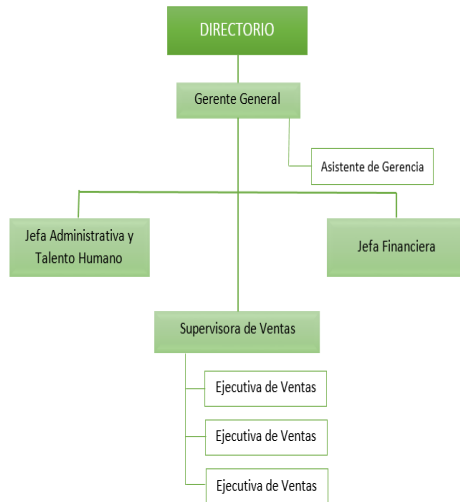 DIRECTORIO
Gerente General
Asistente de Gerencia
Jefa Administrativa y
Talento Humano
Jefa Financiera
Supervisora de Ventas
Ejecutiva de Ventas
Ejecutiva de Ventas
Ejecutiva de Ventas